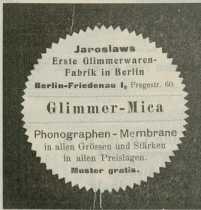 Jaroslaws
Erste Glimmerwaren-
Fabrik in Berlin
Berlin-Friedenau I, Fregestr. 60
Glimmer-Mica
Phonographen-Membrane
in allen Grössen und Stärken
in allen Preislagen.
Muster gratis.